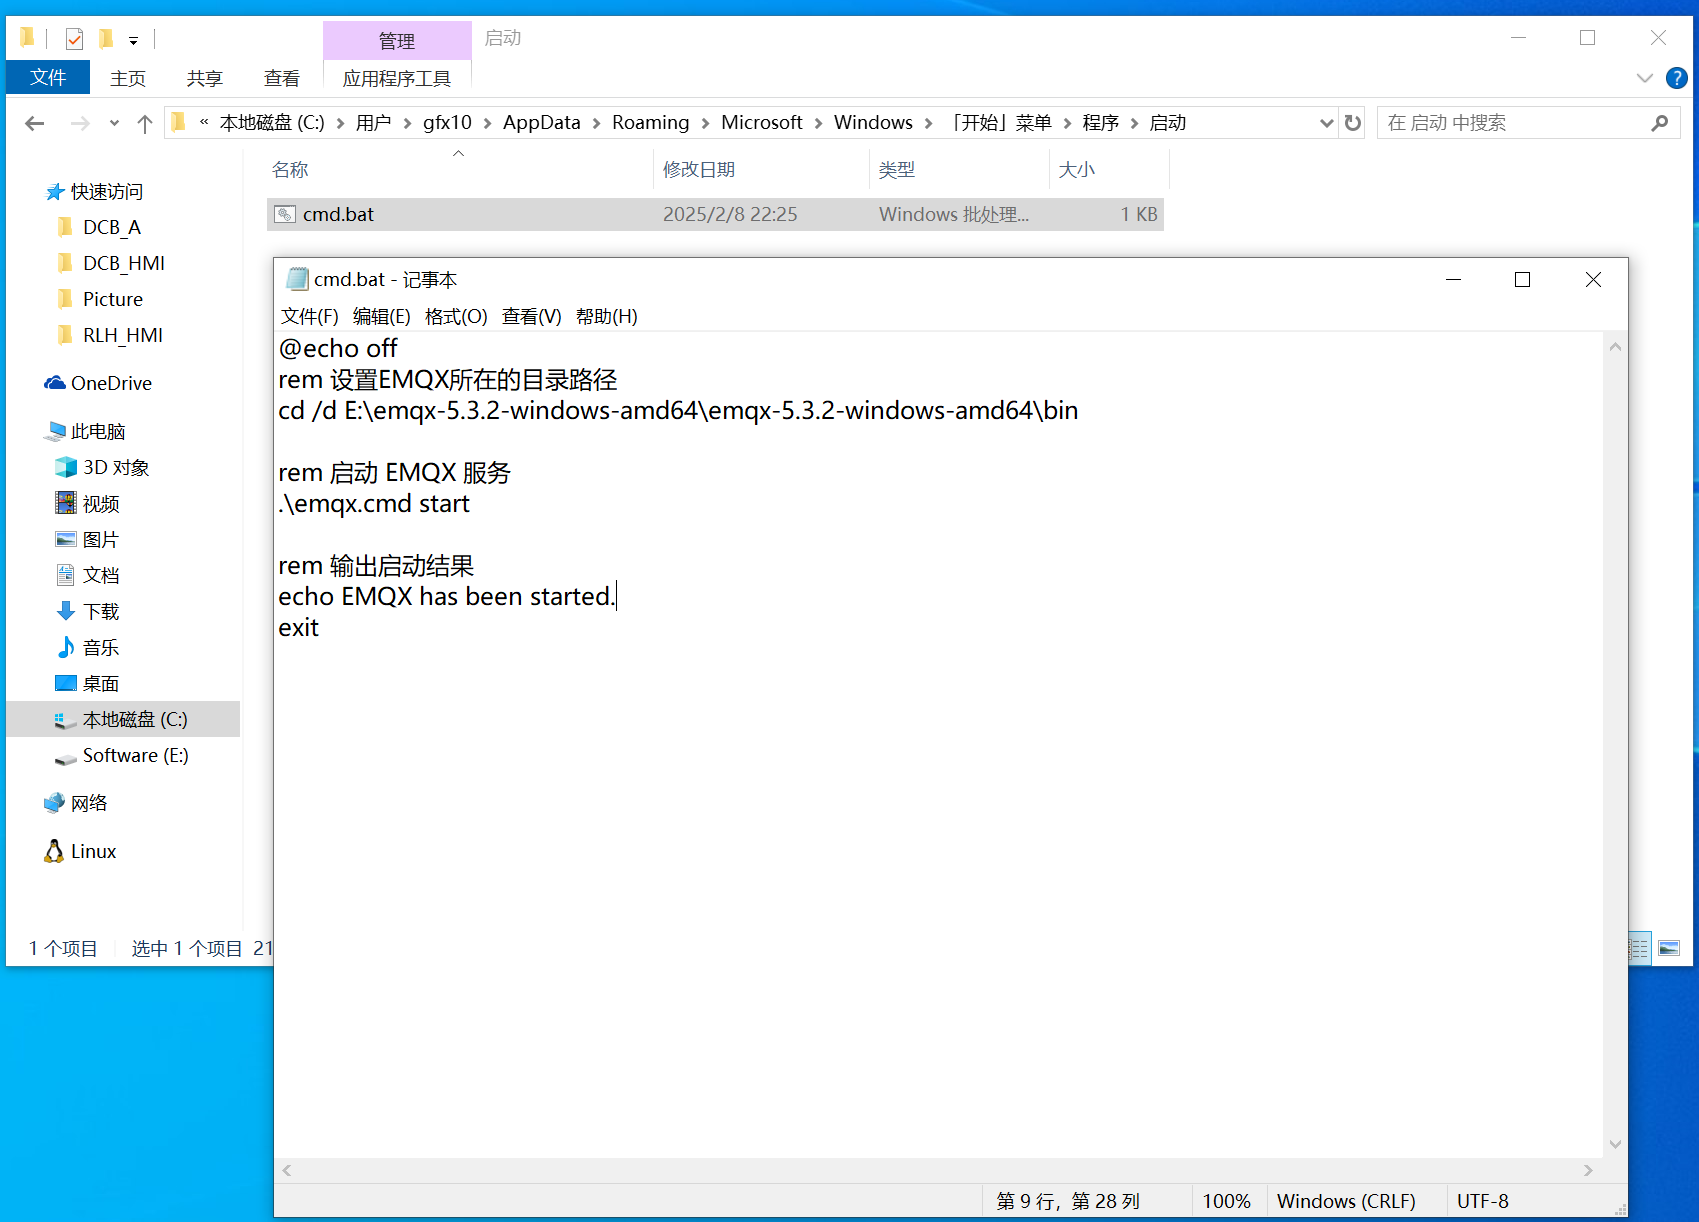 管理
启动
文件
主页
共享
查看
应用程序工具
« 本地磁盘 (C:) › 用户 › gfx10 › AppData › Roaming › Microsoft › Windows › 「开始」菜单 › 程序 › 启动
在 启动 中搜索
名称
修改日期
类型
大小
cmd.bat
2025/2/8 22:25
Windows 批处理...
1 KB
快速访问
DCB_A
DCB_HMI
Picture
RLH_HMI
OneDrive
此电脑
3D 对象
视频
图片
文档
下载
音乐
桌面
本地磁盘 (C:)
Software (E:)
网络
Linux
1 个项目
选中 1 个项目 21
cmd.bat - 记事本
文件(F) 编辑(E) 格式(O) 查看(V) 帮助(H)
@echo off
rem 设置EMQX所在的目录路径
cd /d E:\emqx-5.3.2-windows-amd64\emqx-5.3.2-windows-amd64\bin
rem 启动 EMQX 服务
.\emqx.cmd start
rem 输出启动结果
echo EMQX has been started.
exit
第 9 行，第 28 列
100%
Windows (CRLF)
UTF-8